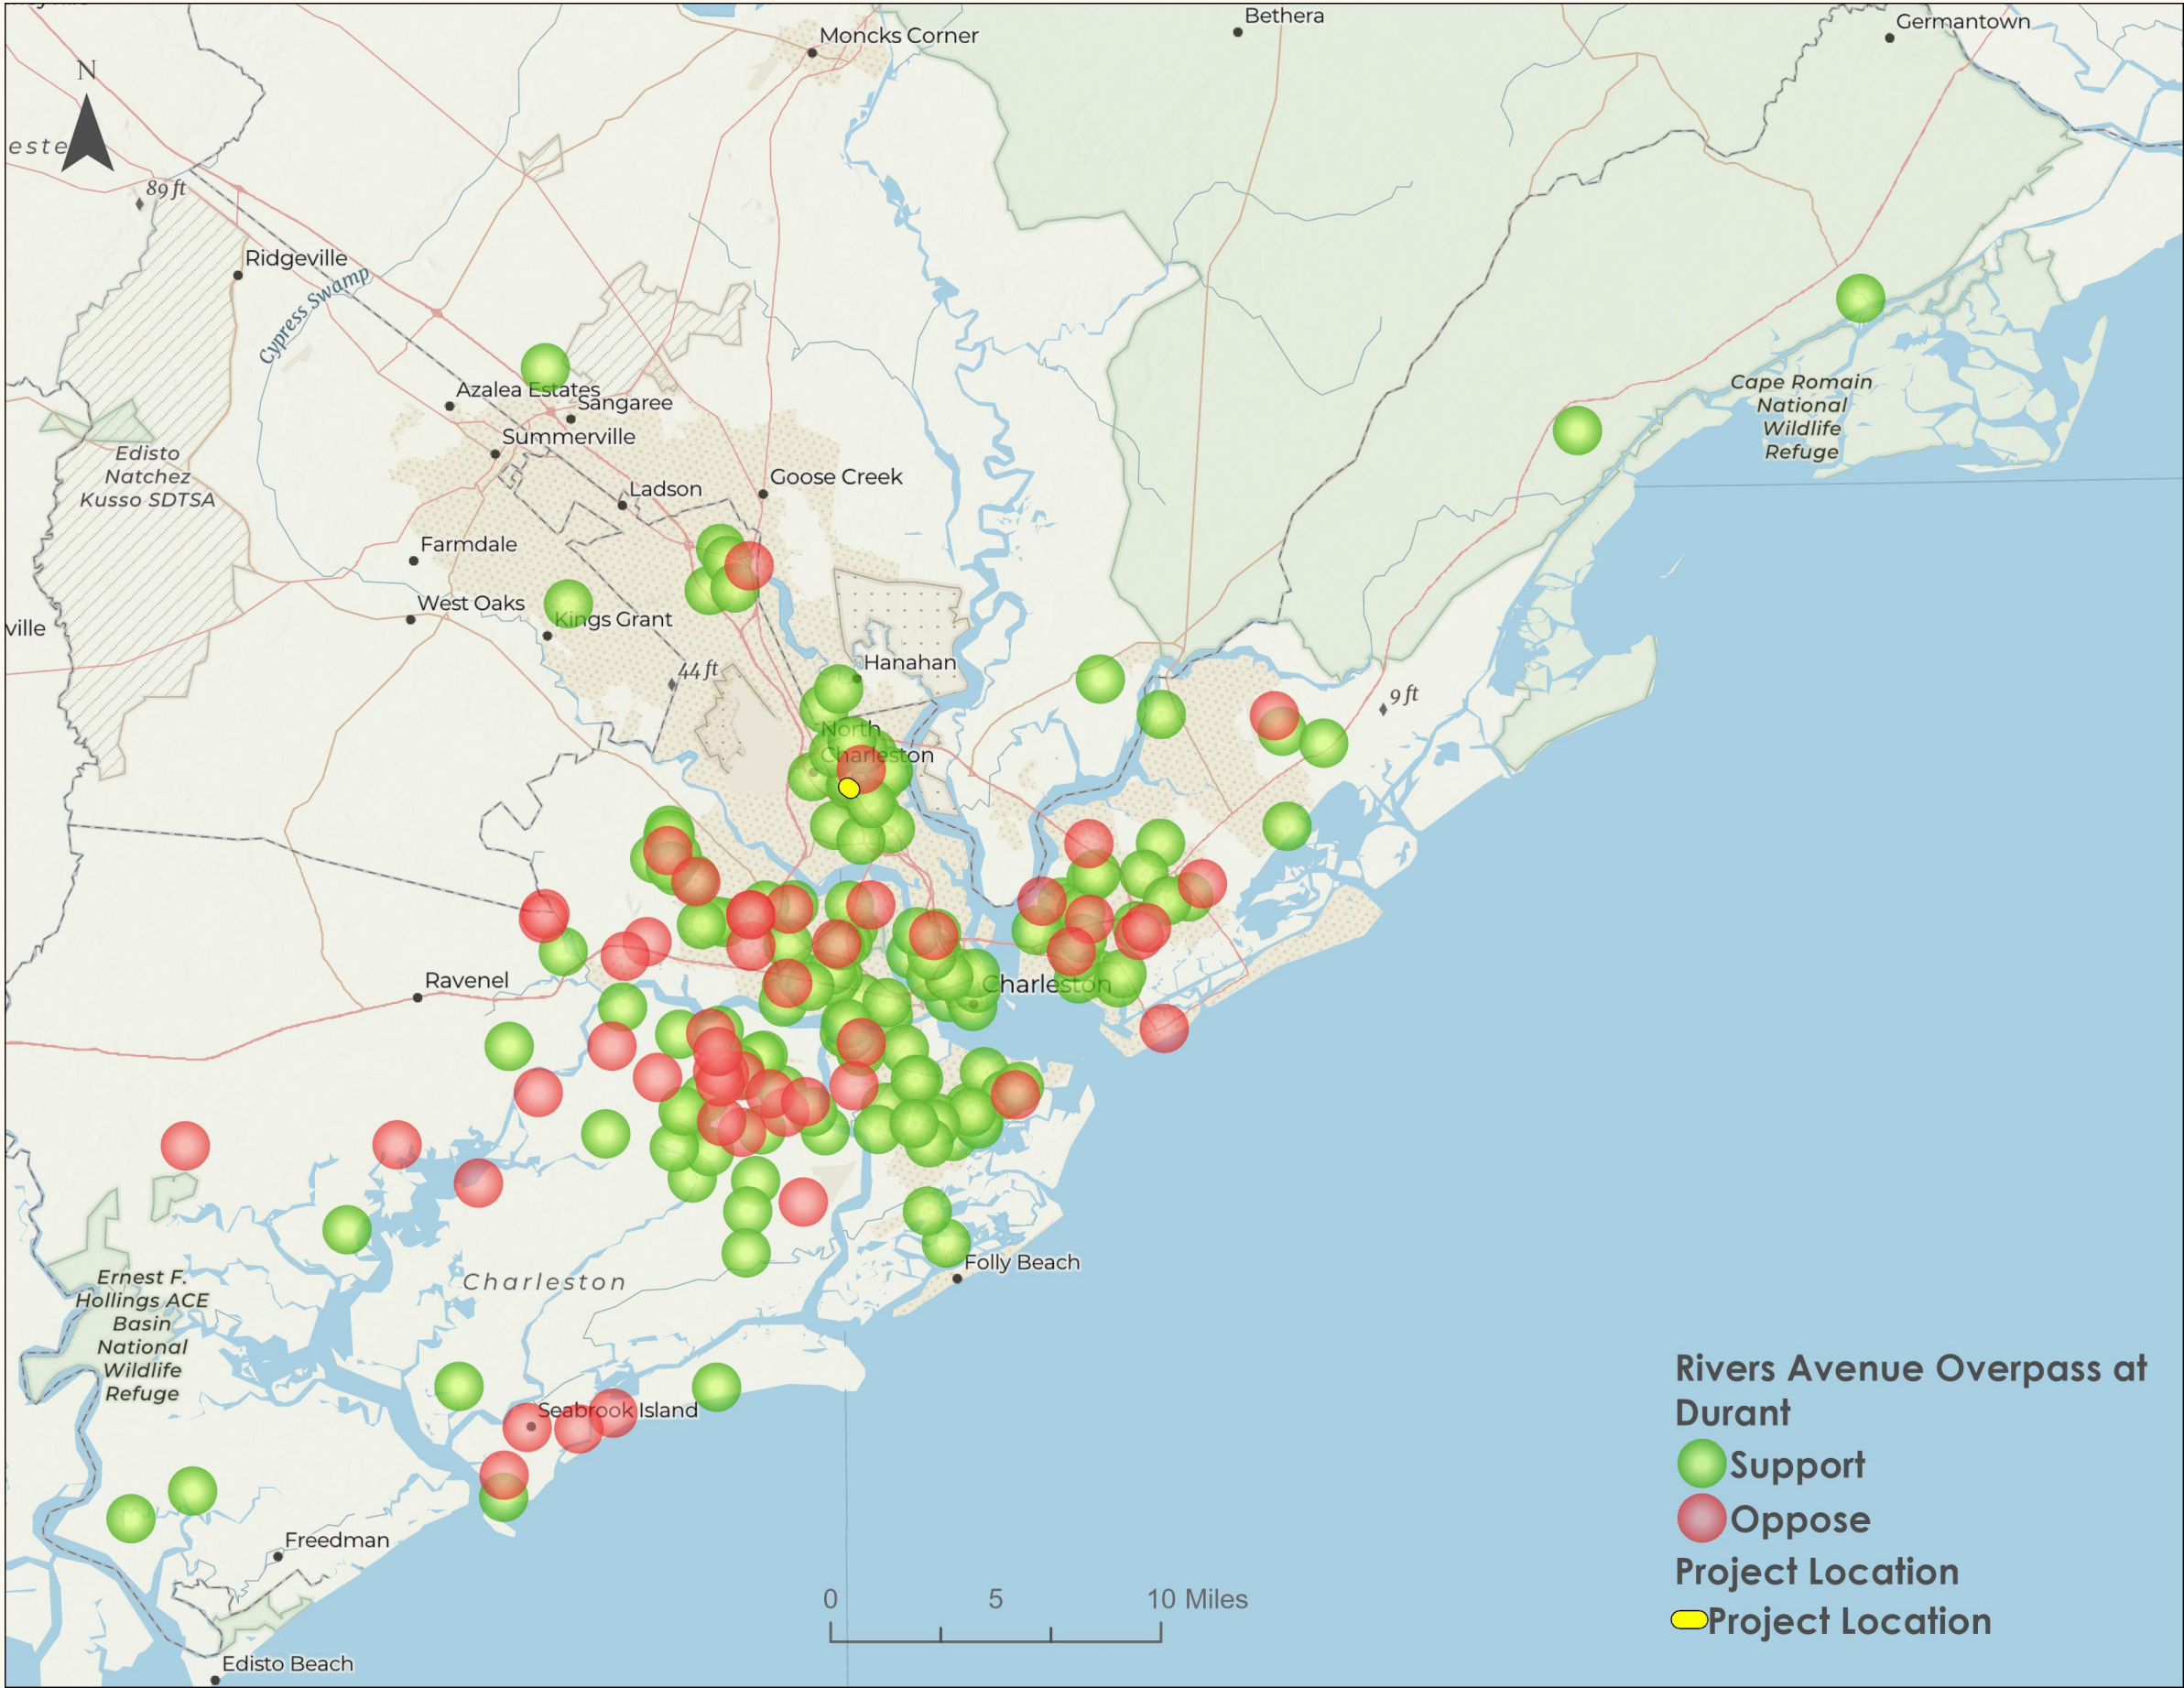 Bethera
Germantown
Moncks Corner
N
este
89 ft
Ridgeville
Cypress Swamp
Azalea Estates
Sangaree
Summerville
Cape Romain
National
Wildlife
Refuge
Edisto
Natchez
Kusso SDTSA
Goose Creek
Ladson
Farmdale
West Oaks
Kings Grant
ville
Hanahan
44 ft
9 ft
North
Charleston
Ravenel
Charleston
Folly Beach
Charleston
Ernest F.
Hollings ACE
Basin
National
Wildlife
Refuge
Seabrook Island
Freedman
Edisto Beach
Rivers Avenue Overpass at
Durant
Support
Oppose
Project Location
Project Location
0 5 10 Miles